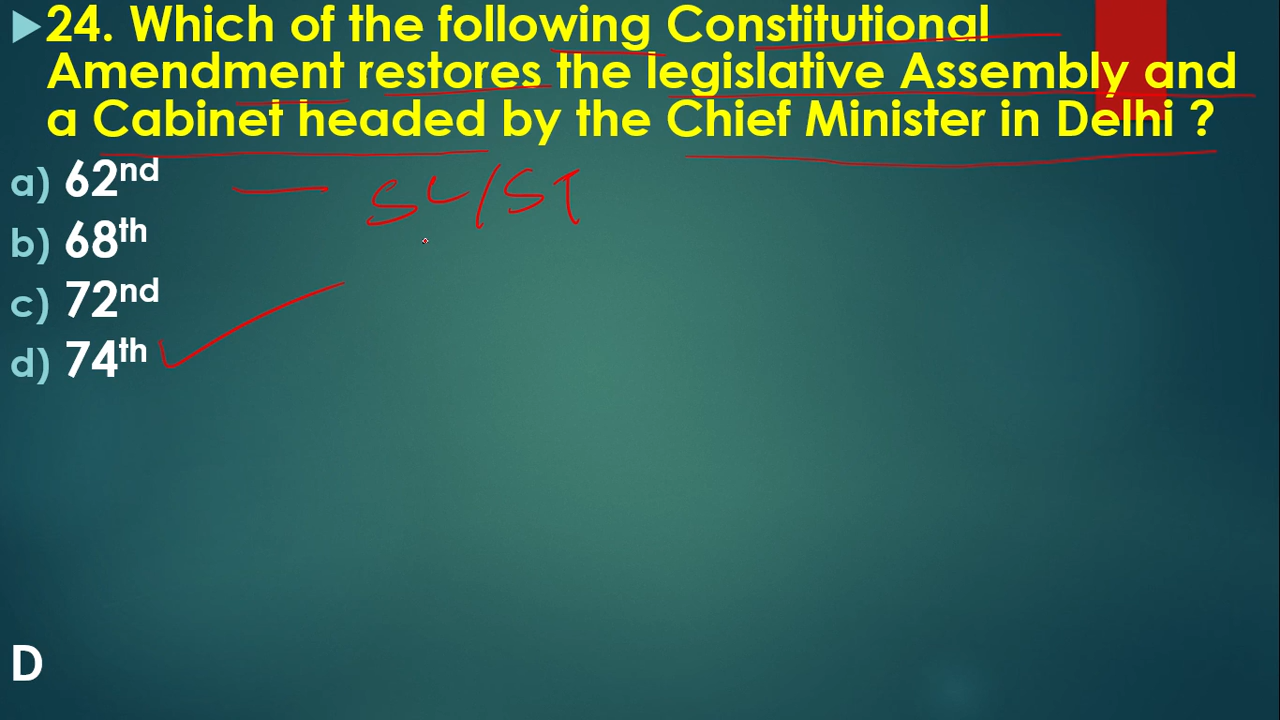 24. Which of the following Constitutional
Amendment restores the legislative Assembly and
a Cabinet headed by the Chief Minister in Delhi ?
a) 62nd — SC/ST
b) 68th
c) 72nd
d) 74th
D